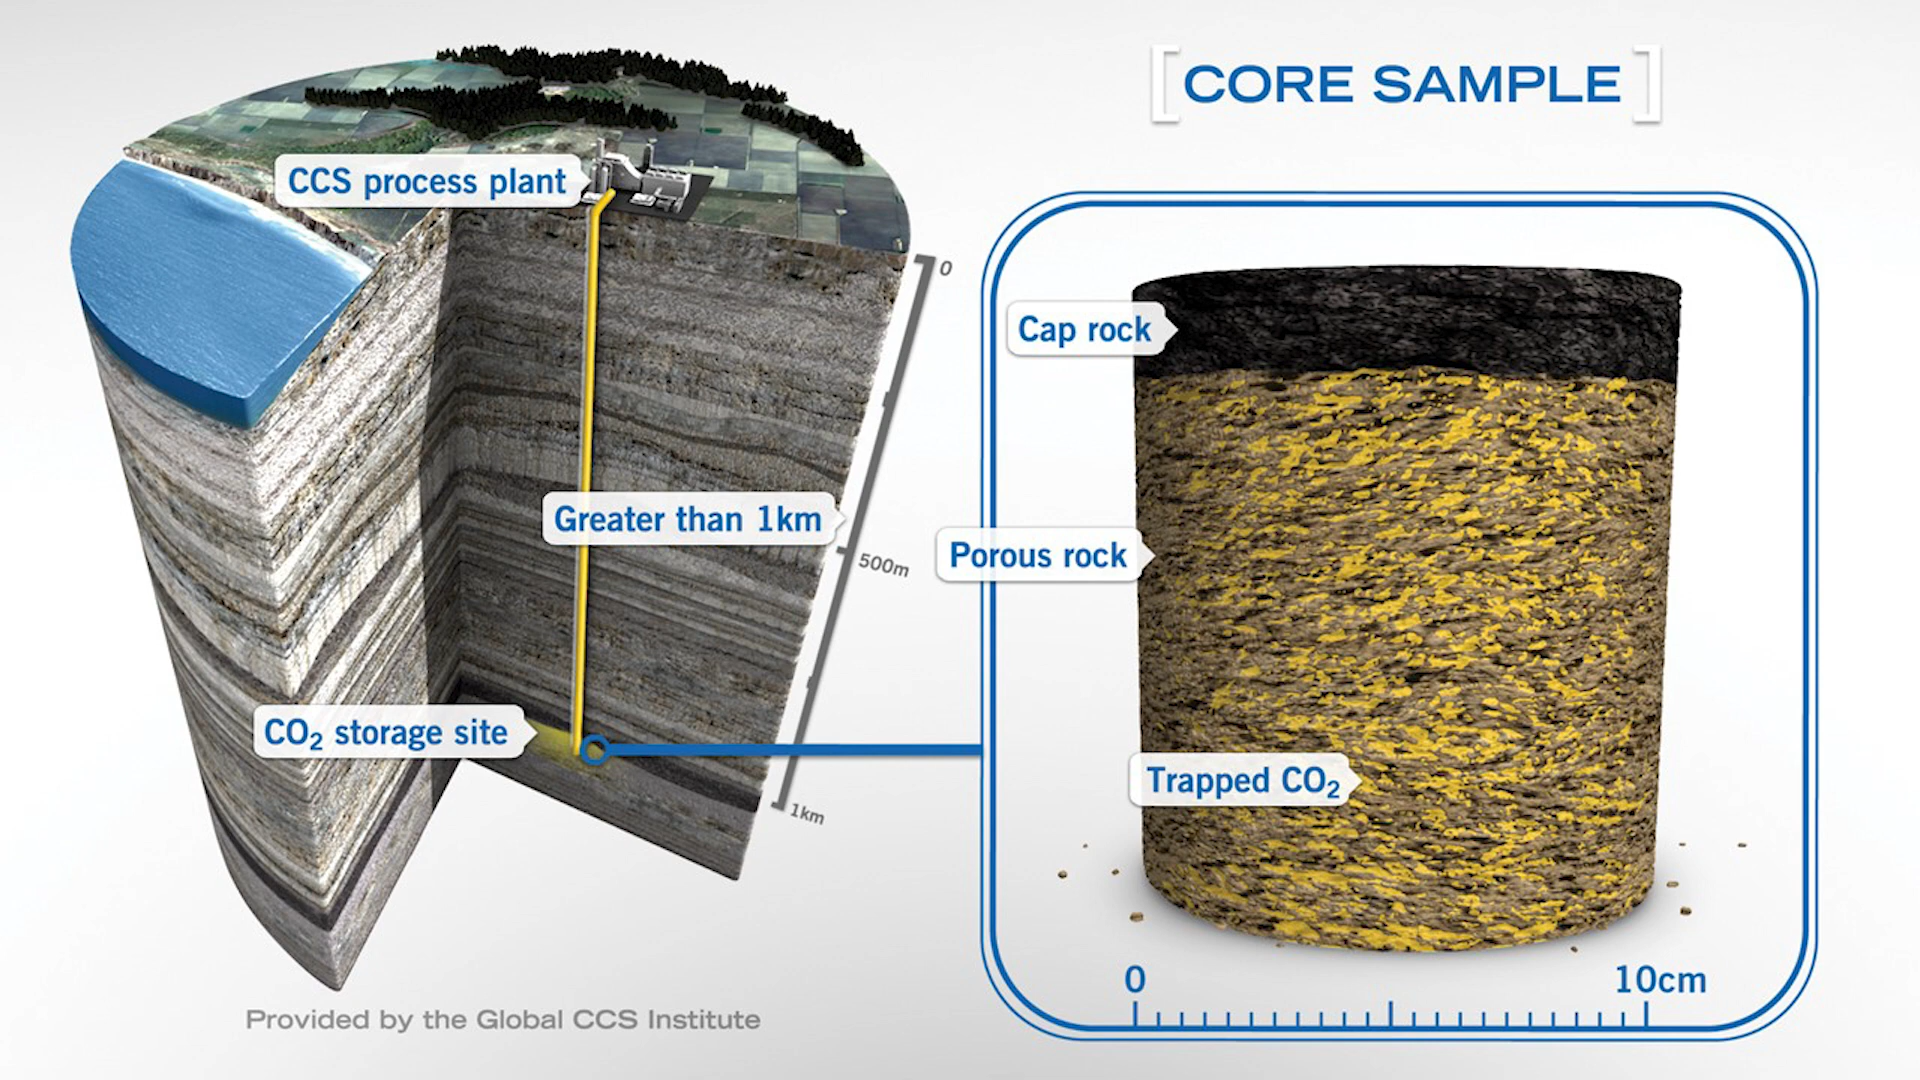 [CORE SAMPLE]
CCS process plant
0
Greater than 1km
500m
CO₂ storage site
1km
Cap rock
Porous rock
Trapped CO₂
0
10cm
Provided by the Global CCS Institute